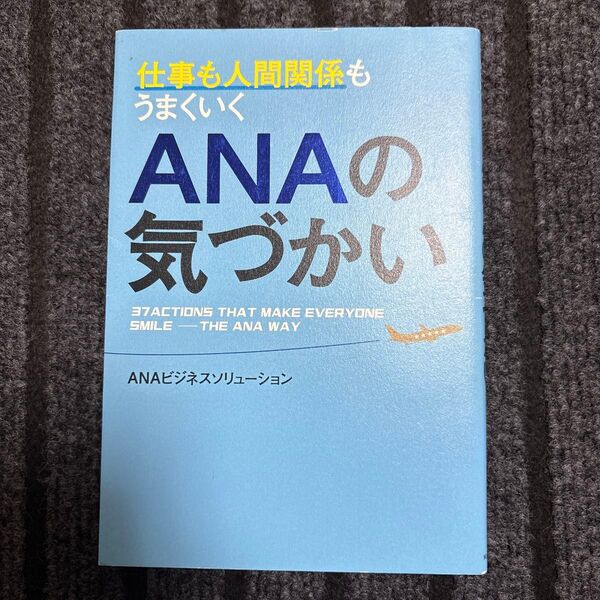 仕事も人間関係も
うまくいく
ANAの
気づかい
37ACTIONS THAT MAKE EVERYONE
SMILE ── THE ANA WAY
ANAビジネスソリューション